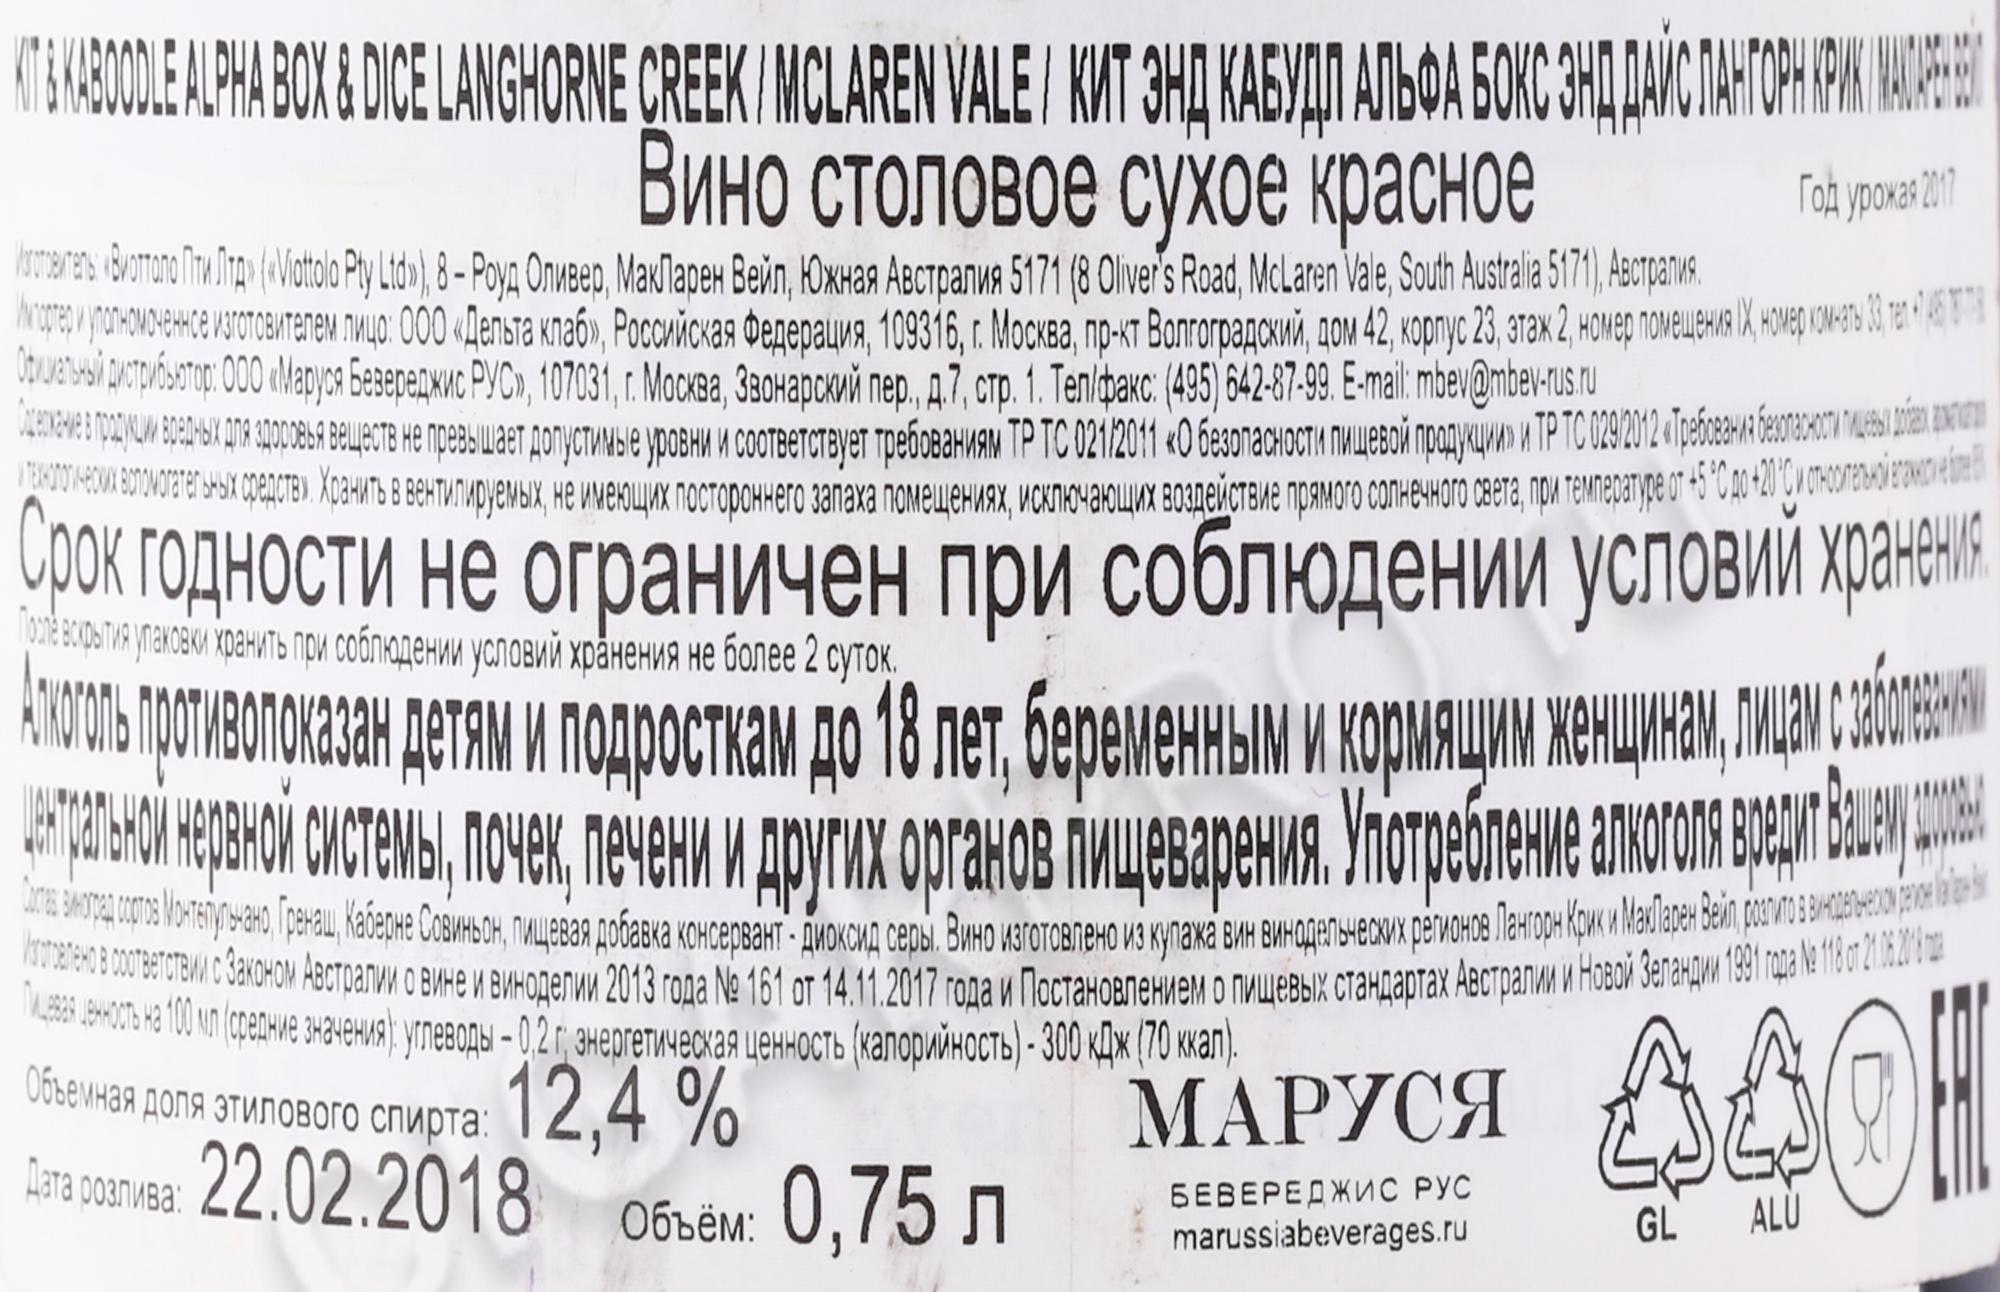 KIT & KABOODLE ALPHA BOX & DICE LANGHORNE CREEK / MCLAREN VALE / КИТ ЭНД КАБУДЛ АЛЬФА БОКС ЭНД ДАЙС ЛАНГОРН КРИК / МАКЛАРЕН ВЕЙЛ
Вино столовое сухое красное
Год урожая 2017
Изготовитель: «Виоттоло Пти Лтд» («Viottolo Pty Ltd»), 8 – Роуд Оливер, МакЛарен Вейл, Южная Австралия 5171 (8 Oliver's Road, McLaren Vale, South Australia 5171), Австралия.
Импортер и уполномоченное изготовителем лицо: ООО «Дельта клаб», Российская Федерация, 109316, г. Москва, пр-кт Волгоградский, дом 42, корпус 23, этаж 2, номер помещения IX, номер комнаты 33, тел. +7 (495)
Официальный дистрибьютор: ООО «Маруся Бевереджис РУС», 107031, г. Москва, Звонарский пер., д.7, стр. 1. Тел/факс: (495) 642-87-99. E-mail: mbev@mbev-rus.ru
Содержание в продукции вредных для здоровья веществ не превышает допустимые уровни и соответствует требованиям ТР ТС 021/2011 «О безопасности пищевой продукции» и ТР ТС 029/2012 «Требования безопасности пищевых добавок, ароматизаторов
и технологических вспомогательных средств». Хранить в вентилируемых, не имеющих постороннего запаха помещениях, исключающих воздействие прямого солнечного света, при температуре от +5 °С до +20 °С и относительной влажности не более 85%
Срок годности не ограничен при соблюдении условий хранения.
После вскрытия упаковки хранить при соблюдении условий хранения не более 2 суток.
Алкоголь противопоказан детям и подросткам до 18 лет, беременным и кормящим женщинам, лицам с заболеваниями
центральной нервной системы, почек, печени и других органов пищеварения. Употребление алкоголя вредит Вашему здоровью
Состав: виноград сортов Монтепульчано, Гренаш, Каберне Совиньон, пищевая добавка консервант - диоксид серы. Вино изготовлено из купажа вин винодельческих регионов Лангорн Крик и МакЛарен Вейл, розлито в винодельческом регионе МакЛарен Вейл
Изготовлено в соответствии с Законом Австралии о вине и виноделии 2013 года № 161 от 14.11.2017 года и Постановлением о пищевых стандартах Австралии и Новой Зеландии 1991 года № 118 от 21.06.2018 года
Пищевая ценность на 100 мл (средние значения): углеводы – 0,2 г; энергетическая ценность (калорийность) - 300 кДж (70 ккал).
Объемная доля этилового спирта: 12,4 %
Дата розлива: 22.02.2018 Объём: 0,75 л
МАРУСЯ
БЕВЕРЕДЖИС РУС
marussiabeverages.ru
GL
ALU
ЕАС